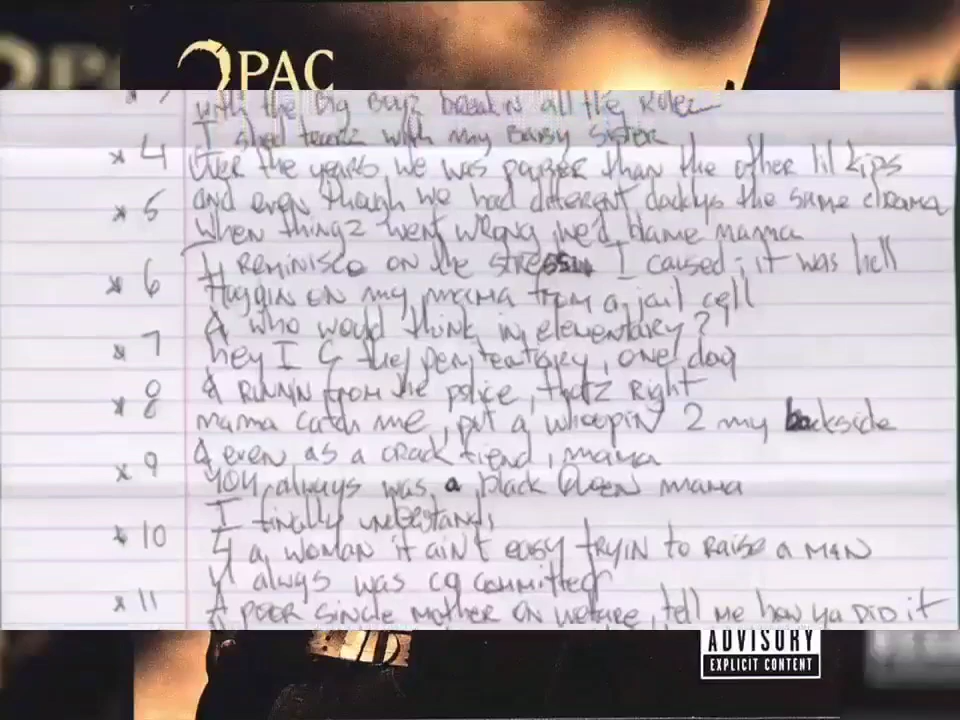 2PAC
with the Big Boyz breakin all the Rulez
I shed tearz with my Baby Sister
* 4 Over the years, we was poorer than the other lil kips
* 5 and even though we had different daddys the same drama
When thingz went wrong we'd blame mama
I REMINISCE ON the stress I caused; it was hell
* 6 Huggin ON my mama from a jail cell
& who would think in elementary?
* 7 hey I C the penitentary, one day
& RUNNIN from the police, thatz Right
* 8 mama catch me, put a whoopin 2 my backside
& even as a crack fiend, mama
* 9 YOU always was a black Queen mama
I finally understand,
* 10 4 a woman it ain't easy TRYIN to RAISE a MAN
U always was committed
* 11 A POOR SINGLE mother ON welfare, tell me how ya DID it
ADVISORY
EXPLICIT CONTENT